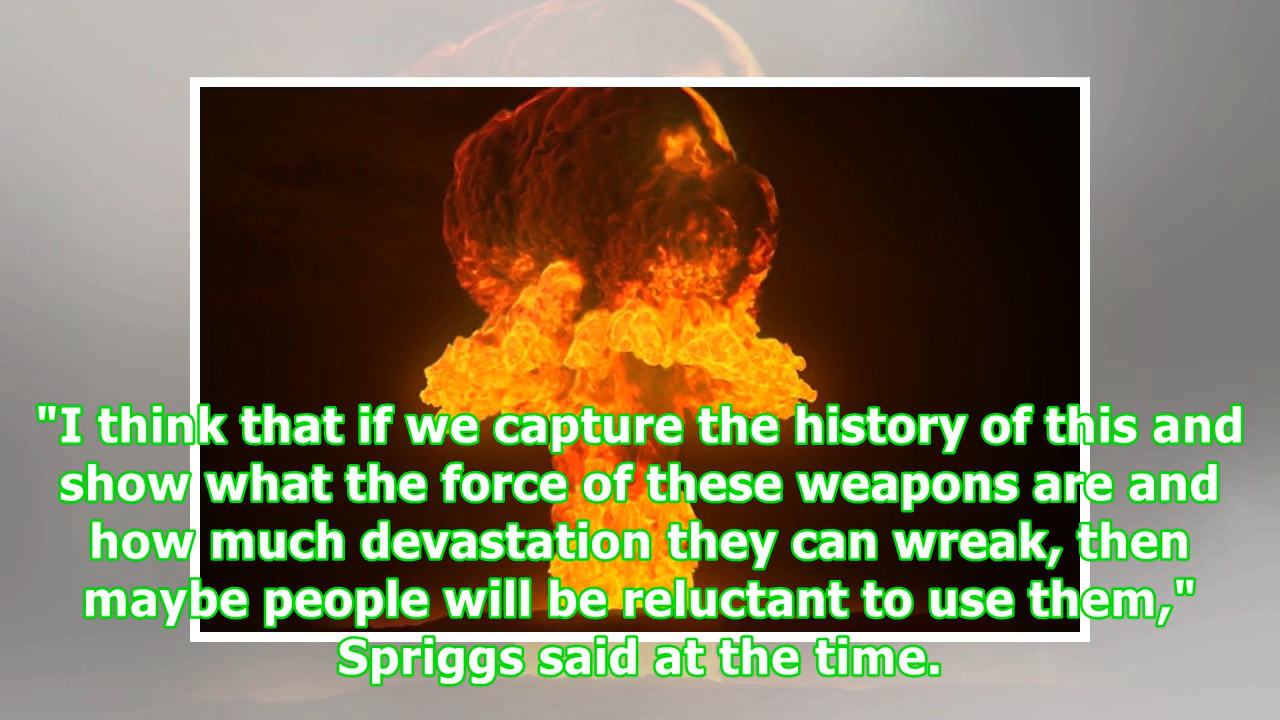 "I think that if we capture the history of this and
show what the force of these weapons are and
how much devastation they can wreak, then
maybe people will be reluctant to use them,"
Spriggs said at the time.